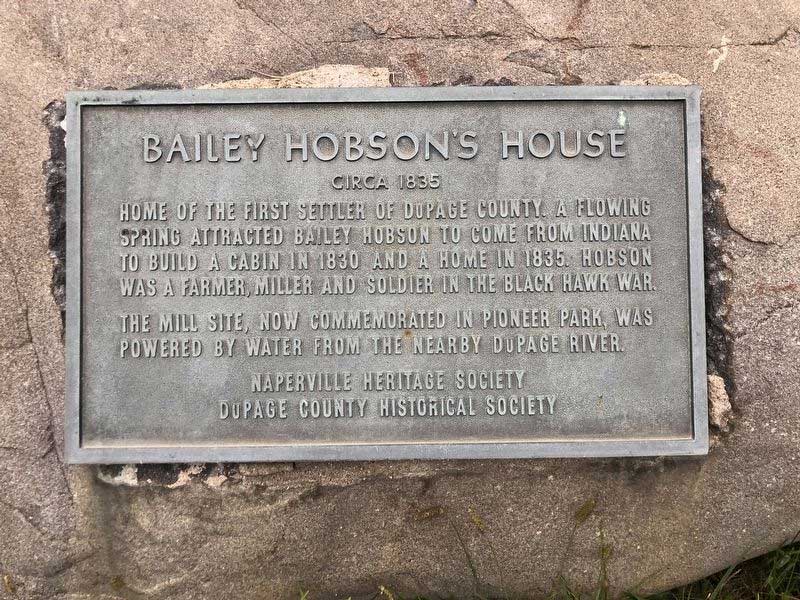 BAILEY HOBSON'S HOUSE
CIRCA 1835
HOME OF THE FIRST SETTLER OF DuPAGE COUNTY. A FLOWING
SPRING ATTRACTED BAILEY HOBSON TO COME FROM INDIANA
TO BUILD A CABIN IN 1830 AND A HOME IN 1835. HOBSON
WAS A FARMER, MILLER AND SOLDIER IN THE BLACK HAWK WAR.
THE MILL SITE, NOW COMMEMORATED IN PIONEER PARK, WAS
POWERED BY WATER FROM THE NEARBY DuPAGE RIVER.
NAPERVILLE HERITAGE SOCIETY
DuPAGE COUNTY HISTORICAL SOCIETY